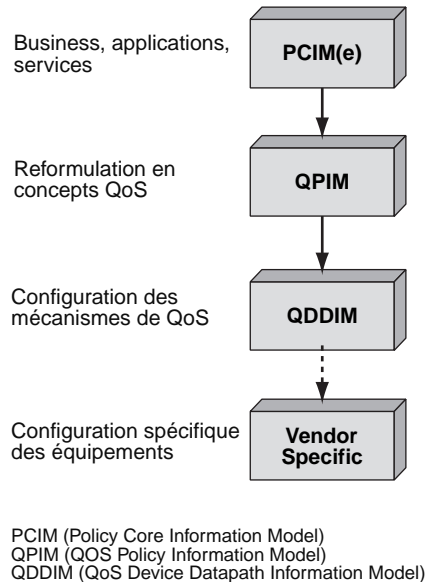 Business, applications,
services
PCIM(e)
Reformulation en
concepts QoS
QPIM
Configuration des
mécanismes de QoS
QDDIM
Configuration spécifique
des équipements
Vendor
Specific
PCIM (Policy Core Information Model)
QPIM (QOS Policy Information Model)
QDDIM (QoS Device Datapath Information Model)